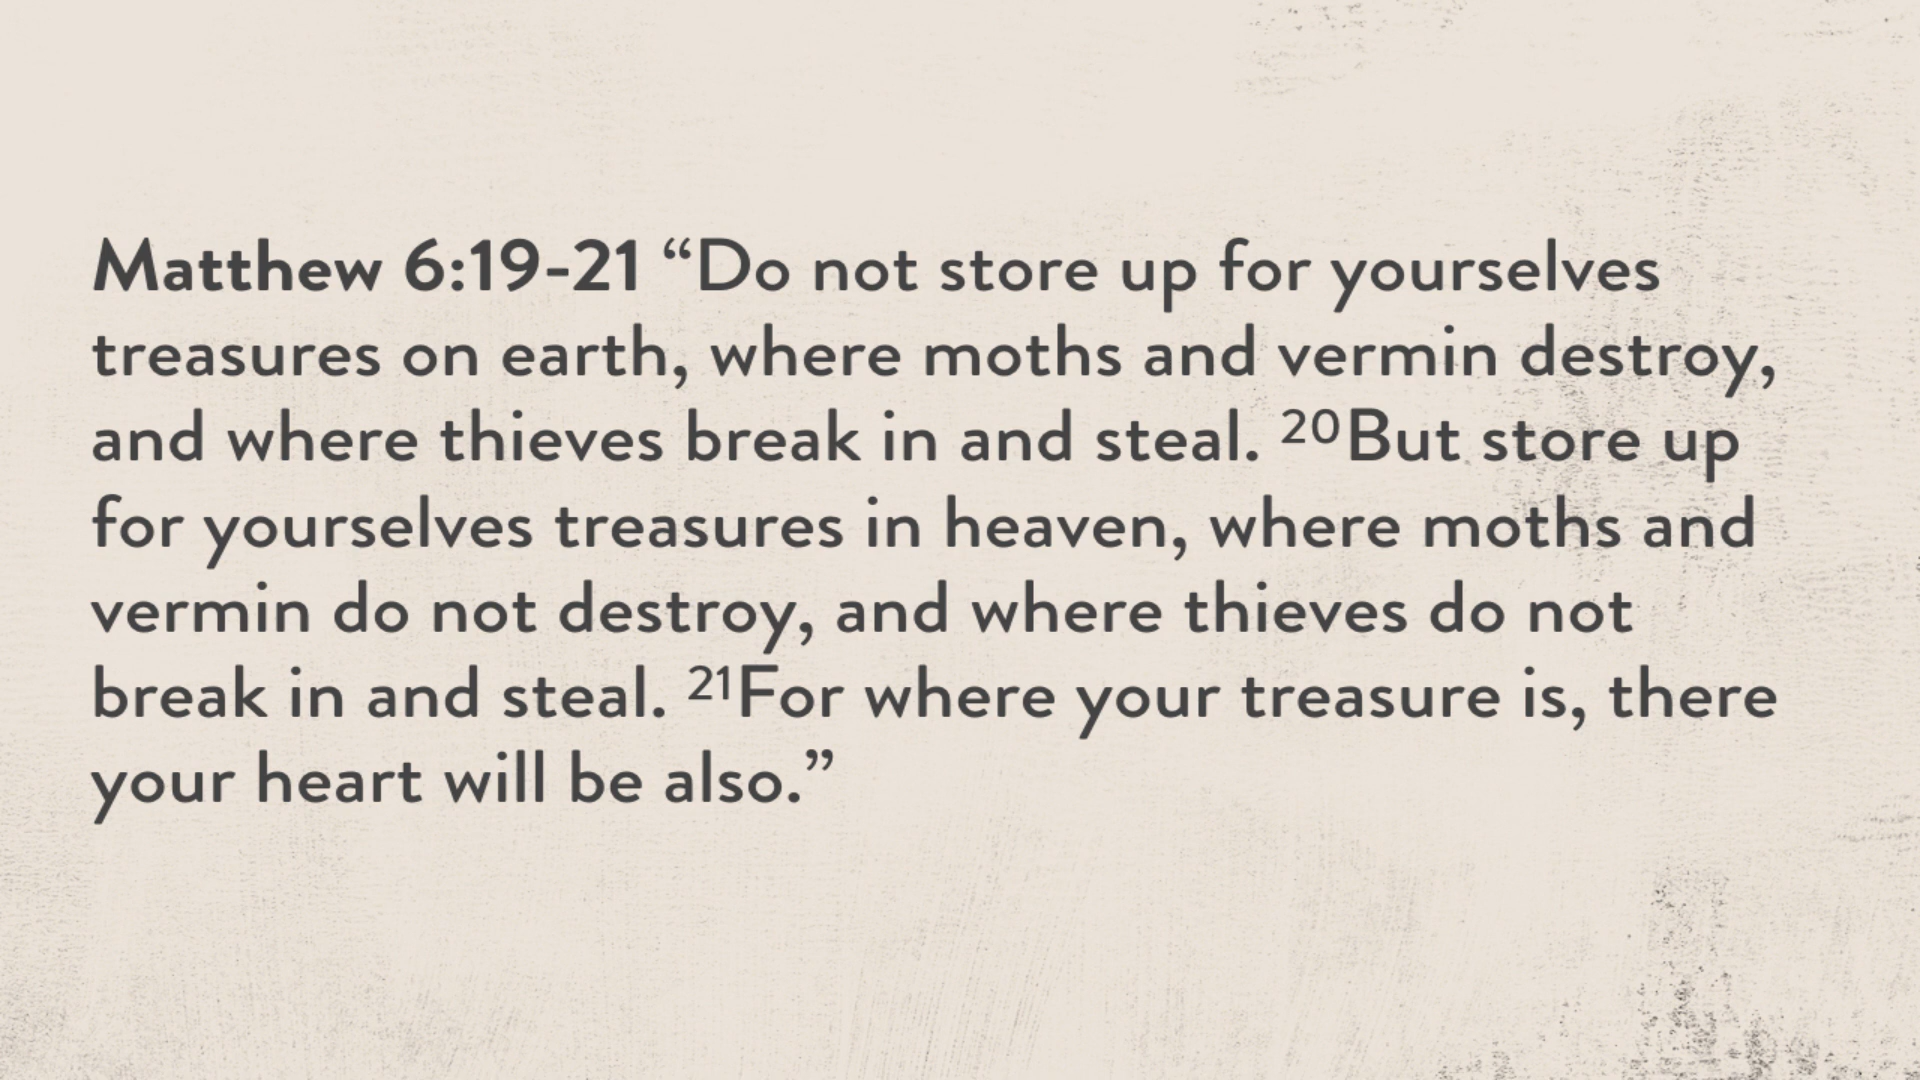 Matthew 6:19-21 “Do not store up for yourselves
treasures on earth, where moths and vermin destroy,
and where thieves break in and steal. ²⁰But store up
for yourselves treasures in heaven, where moths and
vermin do not destroy, and where thieves do not
break in and steal. ²¹For where your treasure is, there
your heart will be also.”